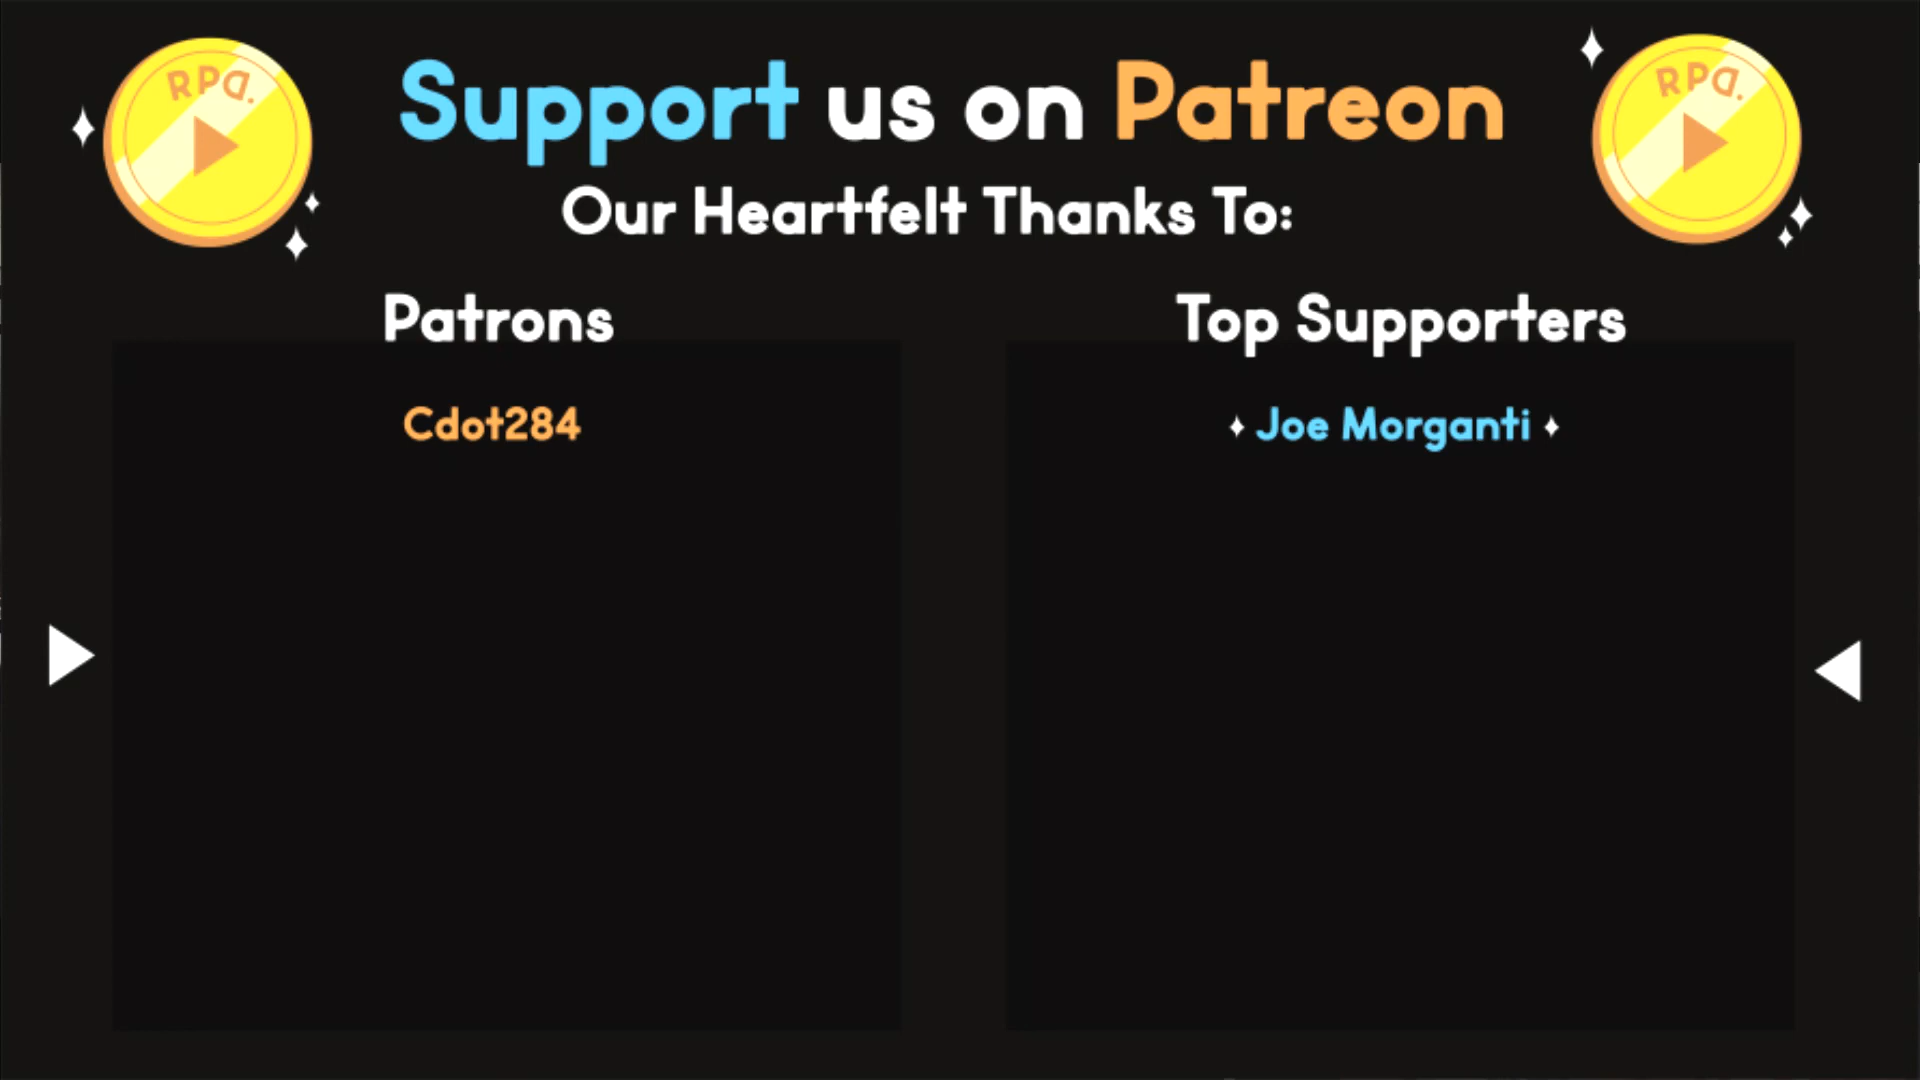 RPG.
RPG.
Support us on Patreon
Our Heartfelt Thanks To:
Patrons
Top Supporters
Cdot284
Joe Morganti